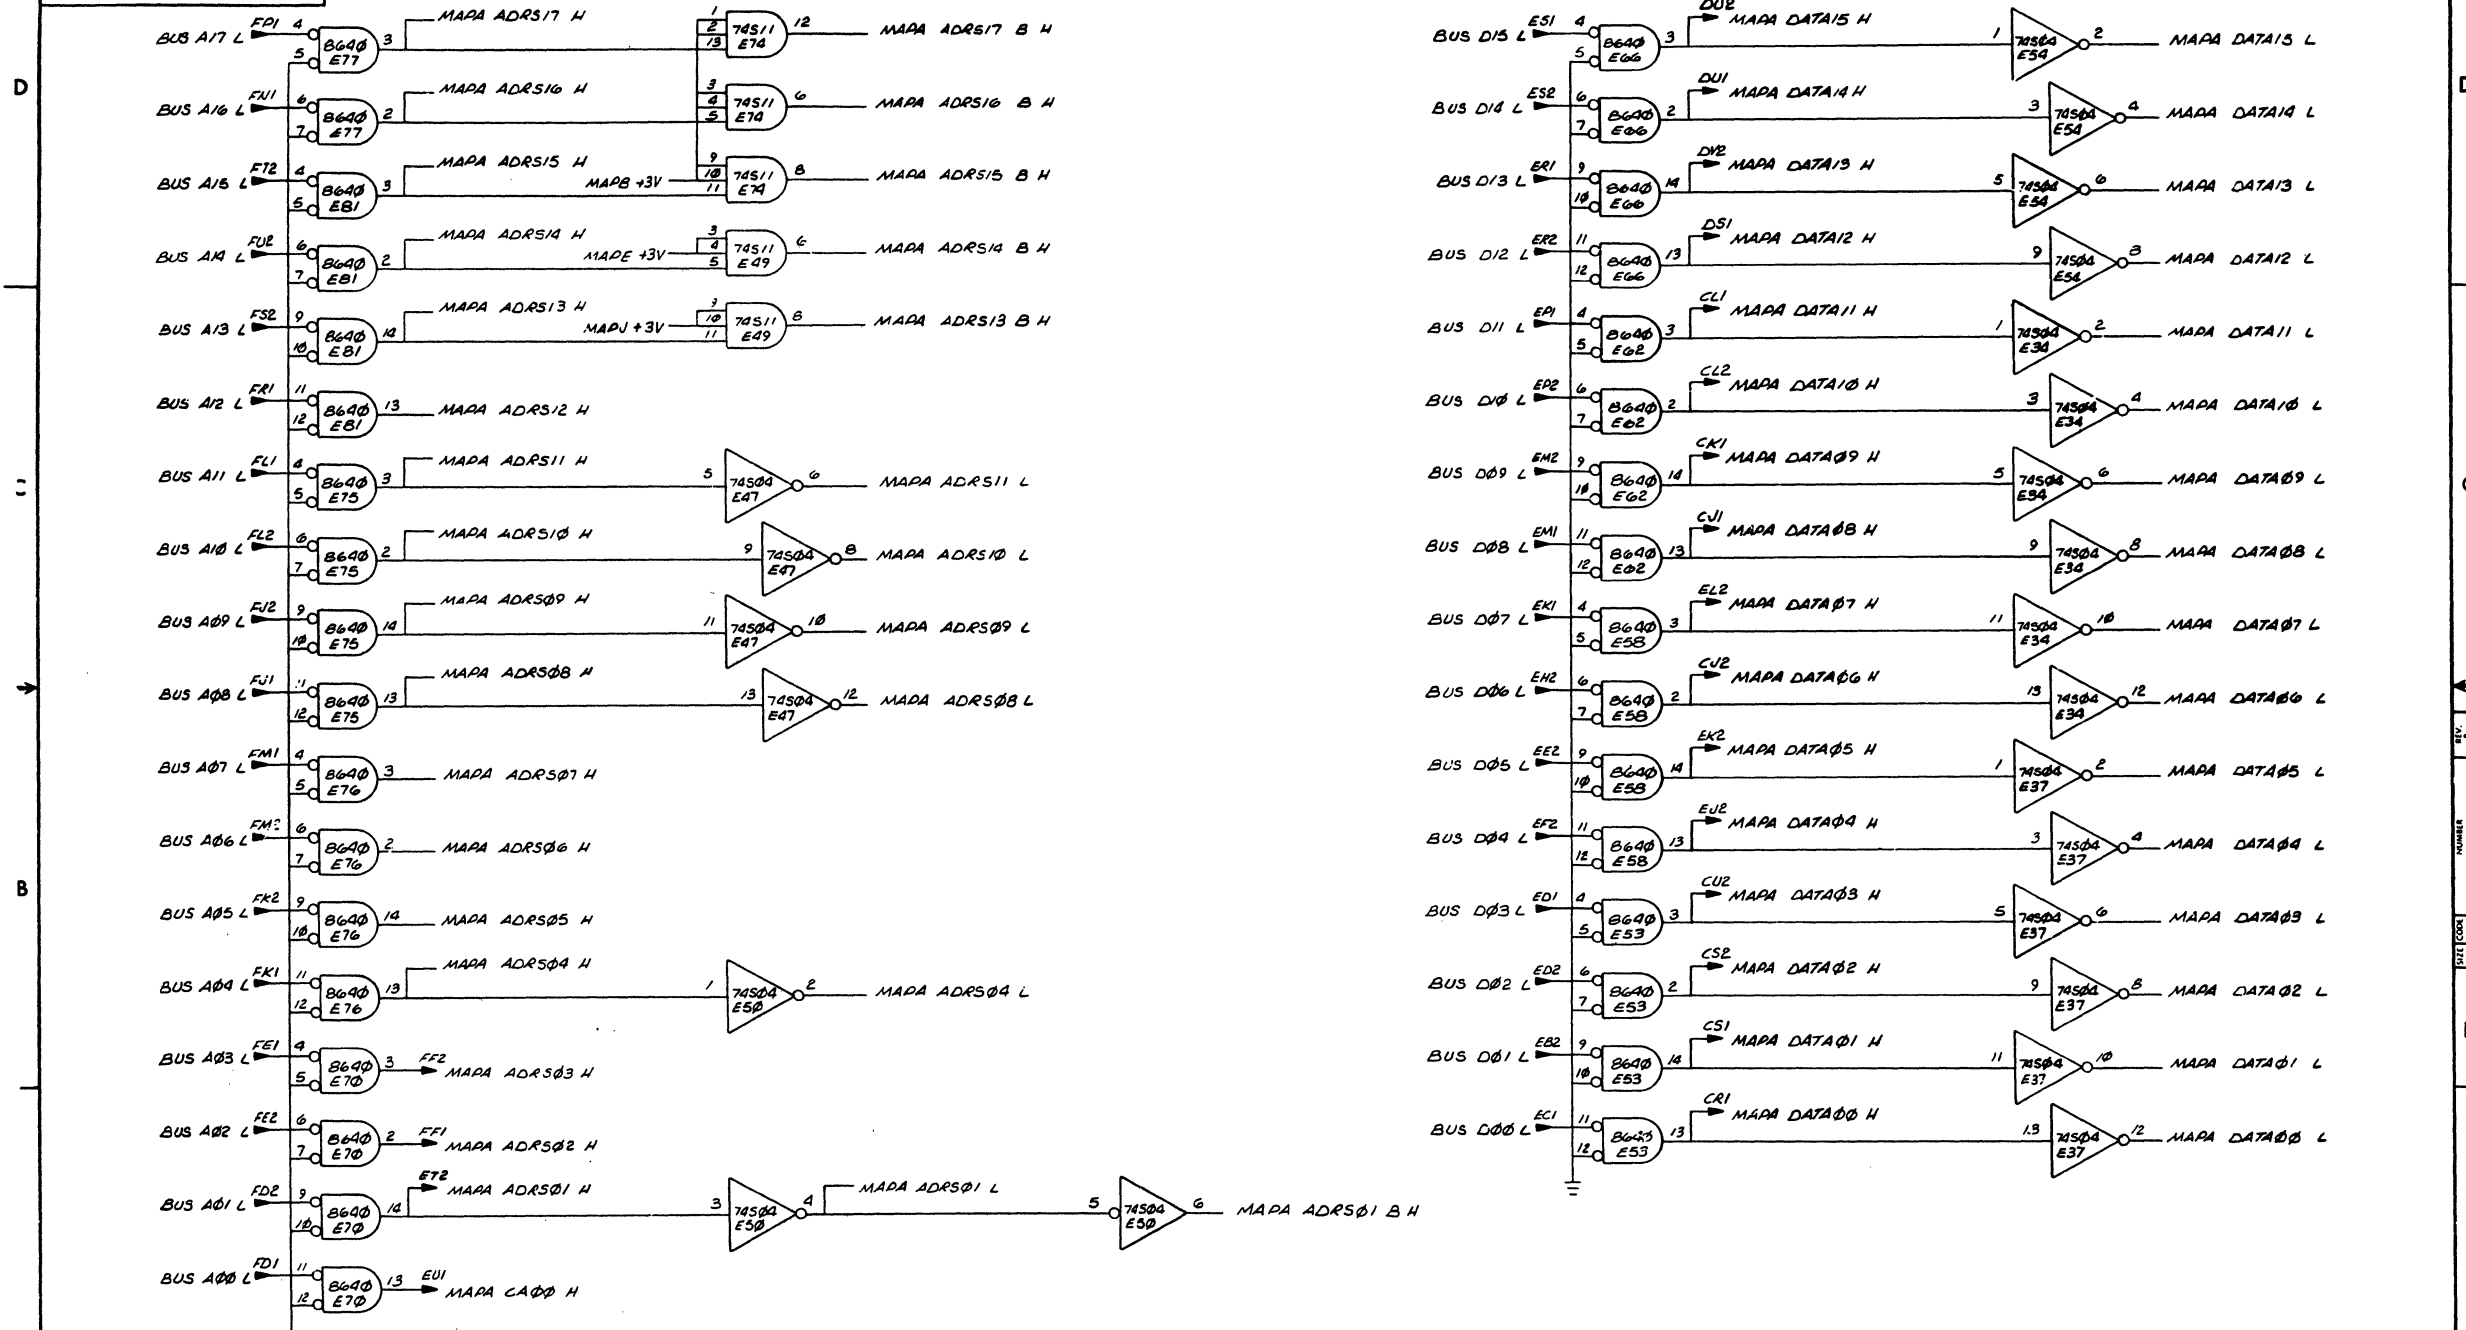 D
BUS A17 L FP1 4 5 8640 E77 3 MAPA ADRS17 H 1 2 13 74S11 E74 12 MAPA ADRS17 B H
BUS A16 L FN1 6 7 8640 E77 2 MAPA ADRS16 H 3 4 5 74S11 E74 6 MAPA ADRS16 B H
BUS A15 L FT2 4 5 8640 E81 3 MAPA ADRS15 H MAPB +3V 9 10 11 74S11 E74 8 MAPA ADRS15 B H
BUS A14 L FU2 6 7 8640 E81 2 MAPA ADRS14 H MAPE +3V 3 4 5 74S11 E49 6 MAPA ADRS14 B H
BUS A13 L FS2 9 10 8640 E81 14 MAPA ADRS13 H MAPJ +3V 9 10 11 74S11 E49 8 MAPA ADRS13 B H
BUS A12 L FR1 11 12 8640 E81 13 MAPA ADRS12 H
BUS A11 L FL1 4 5 8640 E75 3 MAPA ADRS11 H 5 74S04 E47 6 MAPA ADRS11 L
BUS A10 L FL2 6 7 8640 E75 2 MAPA ADRS10 H 9 74S04 E47 8 MAPA ADRS10 L
BUS A09 L FJ2 9 10 8640 E75 14 MAPA ADRS09 H 11 74S04 E47 10 MAPA ADRS09 L
BUS A08 L FJ1 11 12 8640 E75 13 MAPA ADRS08 H 13 74S04 E47 12 MAPA ADRS08 L
BUS A07 L FM1 4 5 8640 E76 3 MAPA ADRS07 H
BUS A06 L FM2 6 7 8640 E76 2 MAPA ADRS06 H
B
BUS A05 L FK2 9 10 8640 E76 14 MAPA ADRS05 H
BUS A04 L FK1 11 12 8640 E76 13 MAPA ADRS04 H 1 74S04 E50 2 MAPA ADRS04 L
BUS A03 L FE1 4 5 8640 E70 3 FF2 MAPA ADRS03 H
BUS A02 L FE2 6 7 8640 E70 2 FF1 MAPA ADRS02 H
BUS A01 L FD2 9 10 8640 E70 14 ET2 MAPA ADRS01 H 3 74S04 E50 4 MAPA ADRS01 L 5 74S04 E50 6 MAPA ADRS01 B H
BUS A00 L FD1 11 12 8640 E70 13 EU1 MAPA CA00 H
BUS D15 L ES1 4 5 8640 E66 3 DU2 MAPA DATA15 H 1 74S04 E54 2 MAPA DATA15 L
BUS D14 L ES2 6 7 8640 E66 2 DU1 MAPA DATA14 H 3 74S04 E54 4 MAPA DATA14 L
BUS D13 L ER1 9 10 8640 E66 14 DV2 MAPA DATA13 H 5 74S04 E54 6 MAPA DATA13 L
BUS D12 L ER2 11 12 8640 E66 13 DS1 MAPA DATA12 H 9 74S04 E54 8 MAPA DATA12 L
BUS D11 L EP1 4 5 8640 E62 3 CL1 MAPA DATA11 H 1 74S04 E34 2 MAPA DATA11 L
BUS D10 L EP2 6 7 8640 E62 2 CL2 MAPA DATA10 H 3 74S04 E34 4 MAPA DATA10 L
BUS D09 L EM2 9 10 8640 E62 14 CK1 MAPA DATA09 H 5 74S04 E34 6 MAPA DATA09 L
BUS D08 L EM1 11 12 8640 E62 13 CJ1 MAPA DATA08 H 9 74S04 E34 8 MAPA DATA08 L
BUS D07 L EK1 4 5 8640 E58 3 EL2 MAPA DATA07 H 11 74S04 E34 10 MAPA DATA07 L
BUS D06 L EH2 6 7 8640 E58 2 CJ2 MAPA DATA06 H 13 74S04 E34 12 MAPA DATA06 L
BUS D05 L EE2 9 10 8640 E58 14 EK2 MAPA DATA05 H 1 74S04 E37 2 MAPA DATA05 L
BUS D04 L EF2 11 12 8640 E58 13 EJ2 MAPA DATA04 H 3 74S04 E37 4 MAPA DATA04 L
BUS D03 L ED1 4 5 8640 E53 3 CU2 MAPA DATA03 H 5 74S04 E37 6 MAPA DATA03 L
BUS D02 L ED2 6 7 8640 E53 2 CS2 MAPA DATA02 H 9 74S04 E37 8 MAPA DATA02 L
BUS D01 L EB2 9 10 8640 E53 14 CS1 MAPA DATA01 H 11 74S04 E37 10 MAPA DATA01 L
BUS D00 L EC1 11 12 8640 E53 13 CR1 MAPA DATA00 H 13 74S04 E37 12 MAPA DATA00 L
REV.
NUMBER
SIZE CODE